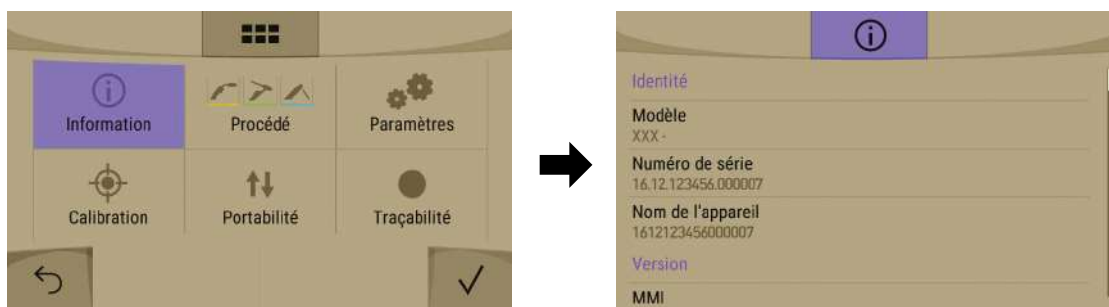 Information
Procédé
Paramètres
Calibration
Portabilité
Traçabilité
Identité
Modèle
XXX -
Numéro de série
16.12.123456.000007
Nom de l'appareil
1612123456000007
Version
MMI